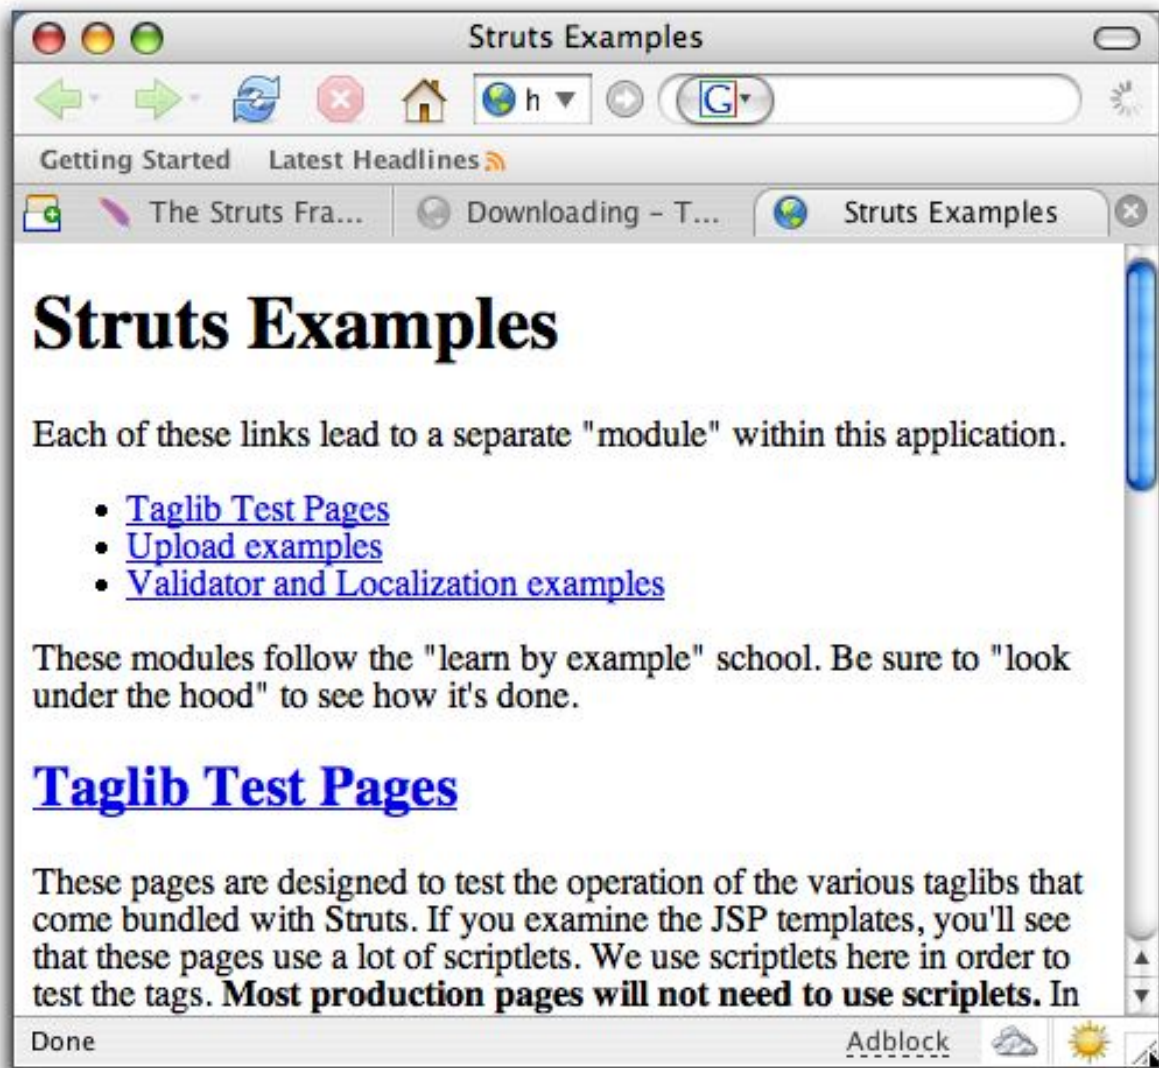 Struts Examples
h
G
Getting Started Latest Headlines
The Struts Fra... Downloading – T... Struts Examples
Struts Examples
Each of these links lead to a separate "module" within this application.
• Taglib Test Pages
• Upload examples
• Validator and Localization examples
These modules follow the "learn by example" school. Be sure to "look
under the hood" to see how it's done.
Taglib Test Pages
These pages are designed to test the operation of the various taglibs that
come bundled with Struts. If you examine the JSP templates, you'll see
that these pages use a lot of scriptlets. We use scriptlets here in order to
test the tags. Most production pages will not need to use scriplets. In
Done Adblock